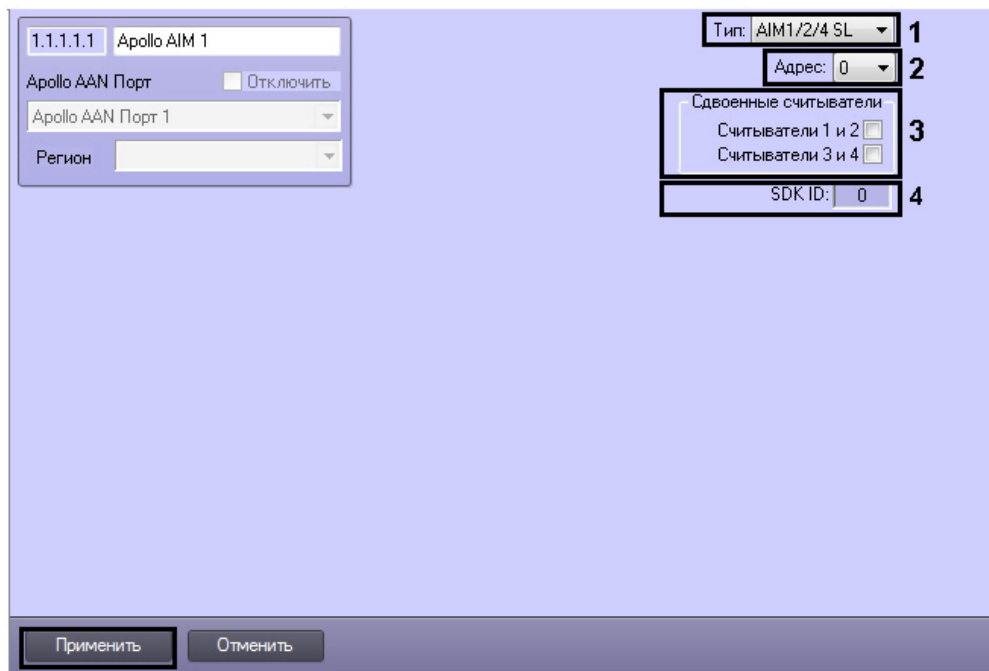 1.1.1.1.1 Apollo AIM 1
Apollo AAN Порт Отключить
Apollo AAN Порт 1
Регион
Тип: AIM1/2/4 SL 1
Адрес: 0 2
Сдвоенные считыватели
Считыватели 1 и 2 3
Считыватели 3 и 4
SDK ID: 0 4
Применить Отменить